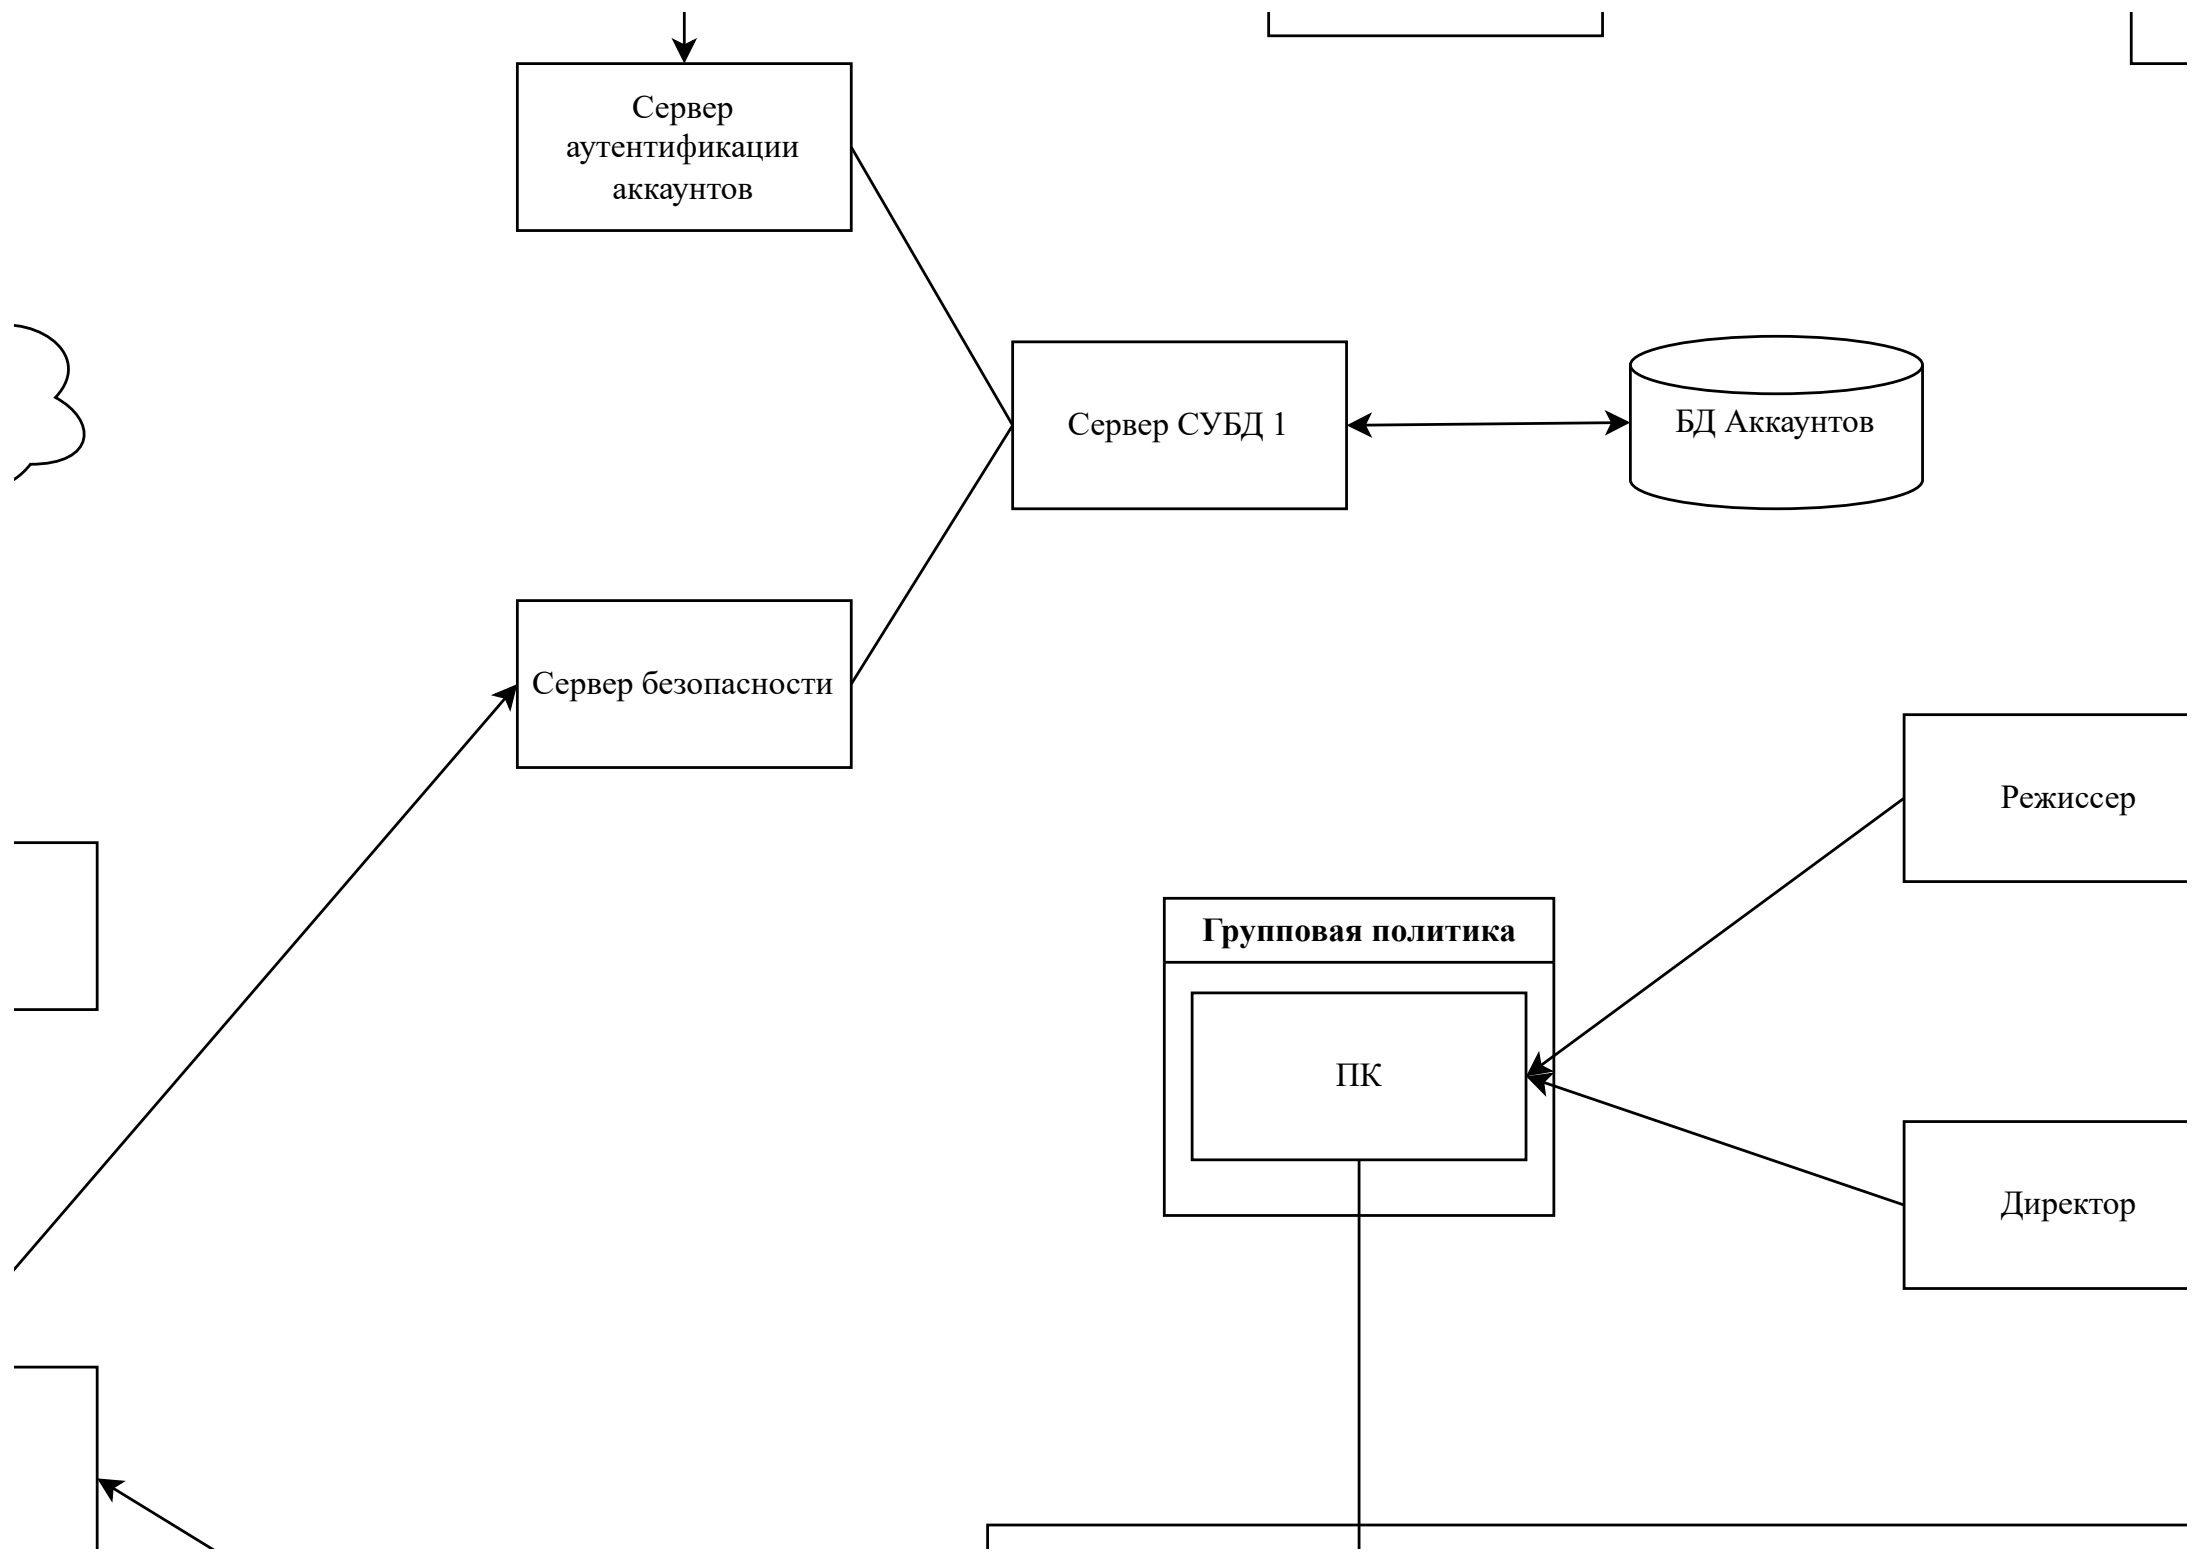 Сервер
аутентификации
аккаунтов
Сервер СУБД 1
БД Аккаунтов
Сервер безопасности
Режиссер
Групповая политика
ПК
Директор